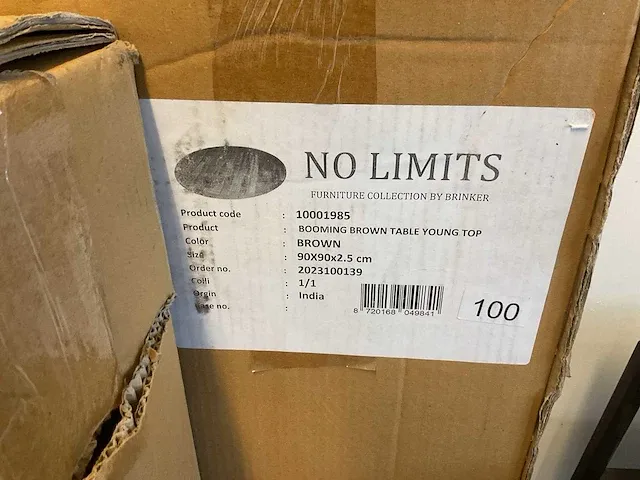 NO LIMITS
FURNITURE COLLECTION BY BRINKER
Product code : 10001985
Product : BOOMING BROWN TABLE YOUNG TOP
Color : BROWN
Size : 90X90x2.5 cm
Order no. : 2023100139
Colli : 1/1
Orgin : India
no. :
8 720168 049841
100